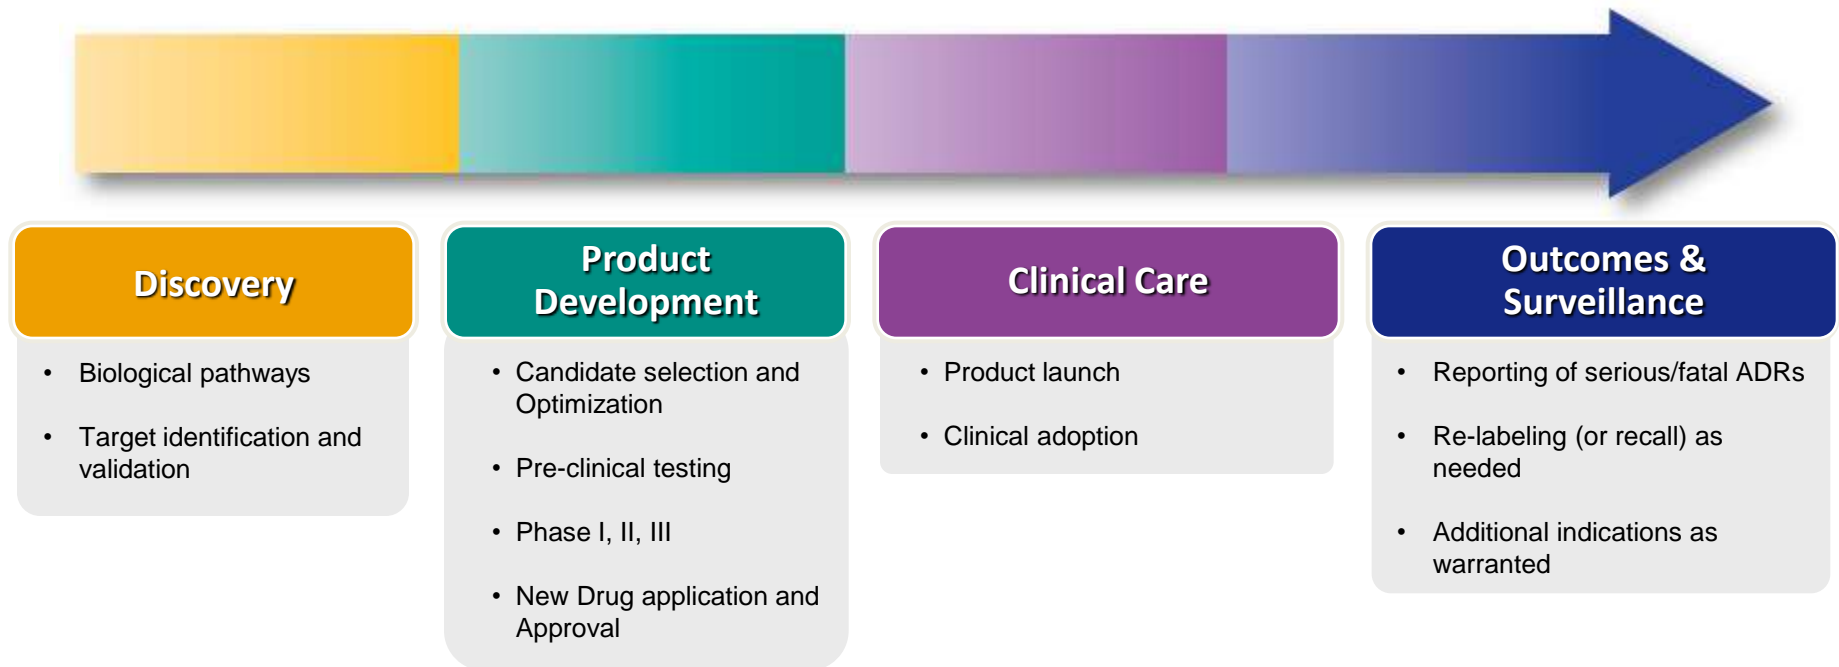 Discovery
• Biological pathways
• Target identification and
validation
Product
Development
• Candidate selection and
Optimization
• Pre-clinical testing
• Phase I, II, III
• New Drug application and
Approval
Clinical Care
• Product launch
• Clinical adoption
Outcomes &
Surveillance
• Reporting of serious/fatal ADRs
• Re-labeling (or recall) as
needed
• Additional indications as
warranted